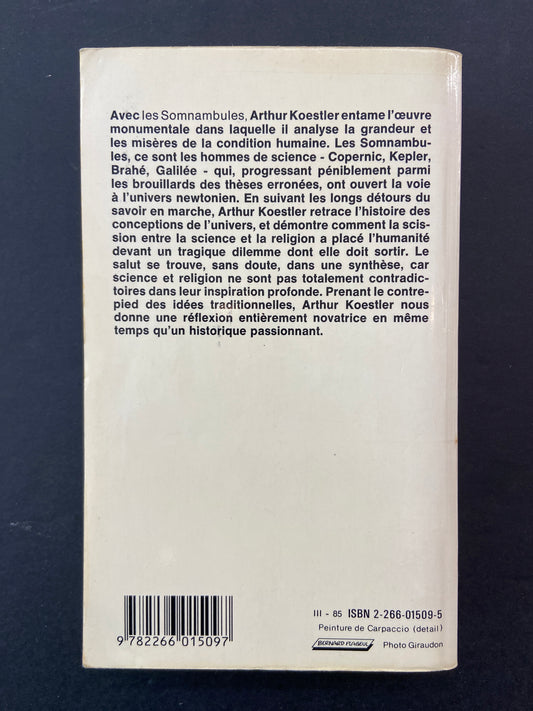 Avec les Somnambules, Arthur Koestler entame l'œuvre
monumentale dans laquelle il analyse la grandeur et
les misères de la condition humaine. Les Somnambu-
les, ce sont les hommes de science - Copernic, Kepler,
Brahé, Galilée - qui, progressant péniblement parmi
les brouillards des thèses erronées, ont ouvert la voie
à l'univers newtonien. En suivant les longs détours du
savoir en marche, Arthur Koestler retrace l'histoire des
conceptions de l'univers, et démontre comment la scis-
sion entre la science et la religion a placé l'humanité
devant un tragique dilemme dont elle doit sortir. Le
salut se trouve, sans doute, dans une synthèse, car
science et religion ne sont pas totalement contradic-
toires dans leur inspiration profonde. Prenant le contre-
pied des idées traditionnelles, Arthur Koestler nous
donne une réflexion entièrement novatrice en même
temps qu'un historique passionnant.
III - 85 ISBN 2-266-01509-5
Peinture de Carpaccio (detail)
BERNARD
Photo Giraudon
9 782266 015097